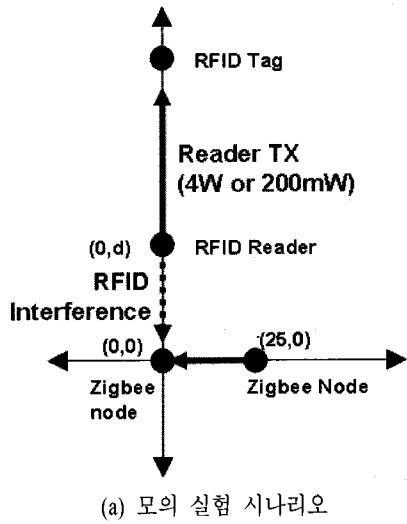 RFID Tag
Reader TX
(4W or 200mW)
(0,d)
RFID Reader
RFID
Interference
(0,0)
(25,0)
Zigbee
node
Zigbee Node
(a) 모의 실험 시나리오